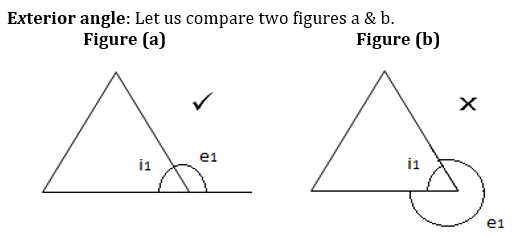 Exterior angle: Let us compare two figures a & b.
Figure (a) Figure (b)
i1 e1 i1
e1